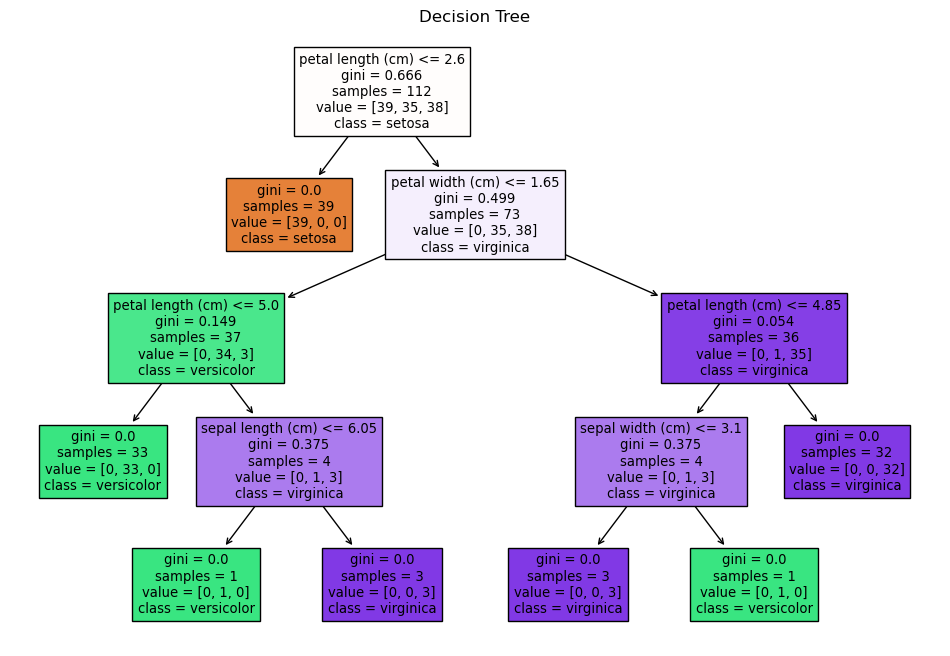 Decision Tree
petal length (cm) <= 2.6
gini = 0.666
samples = 112
value = [39, 35, 38]
class = setosa
gini = 0.0
samples = 39
value = [39, 0, 0]
class = setosa
petal width (cm) <= 1.65
gini = 0.499
samples = 73
value = [0, 35, 38]
class = virginica
petal length (cm) <= 5.0
gini = 0.149
samples = 37
value = [0, 34, 3]
class = versicolor
petal length (cm) <= 4.85
gini = 0.054
samples = 36
value = [0, 1, 35]
class = virginica
gini = 0.0
samples = 33
value = [0, 33, 0]
class = versicolor
sepal length (cm) <= 6.05
gini = 0.375
samples = 4
value = [0, 1, 3]
class = virginica
sepal width (cm) <= 3.1
gini = 0.375
samples = 4
value = [0, 1, 3]
class = virginica
gini = 0.0
samples = 32
value = [0, 0, 32]
class = virginica
gini = 0.0
samples = 1
value = [0, 1, 0]
class = versicolor
gini = 0.0
samples = 3
value = [0, 0, 3]
class = virginica
gini = 0.0
samples = 3
value = [0, 0, 3]
class = virginica
gini = 0.0
samples = 1
value = [0, 1, 0]
class = versicolor